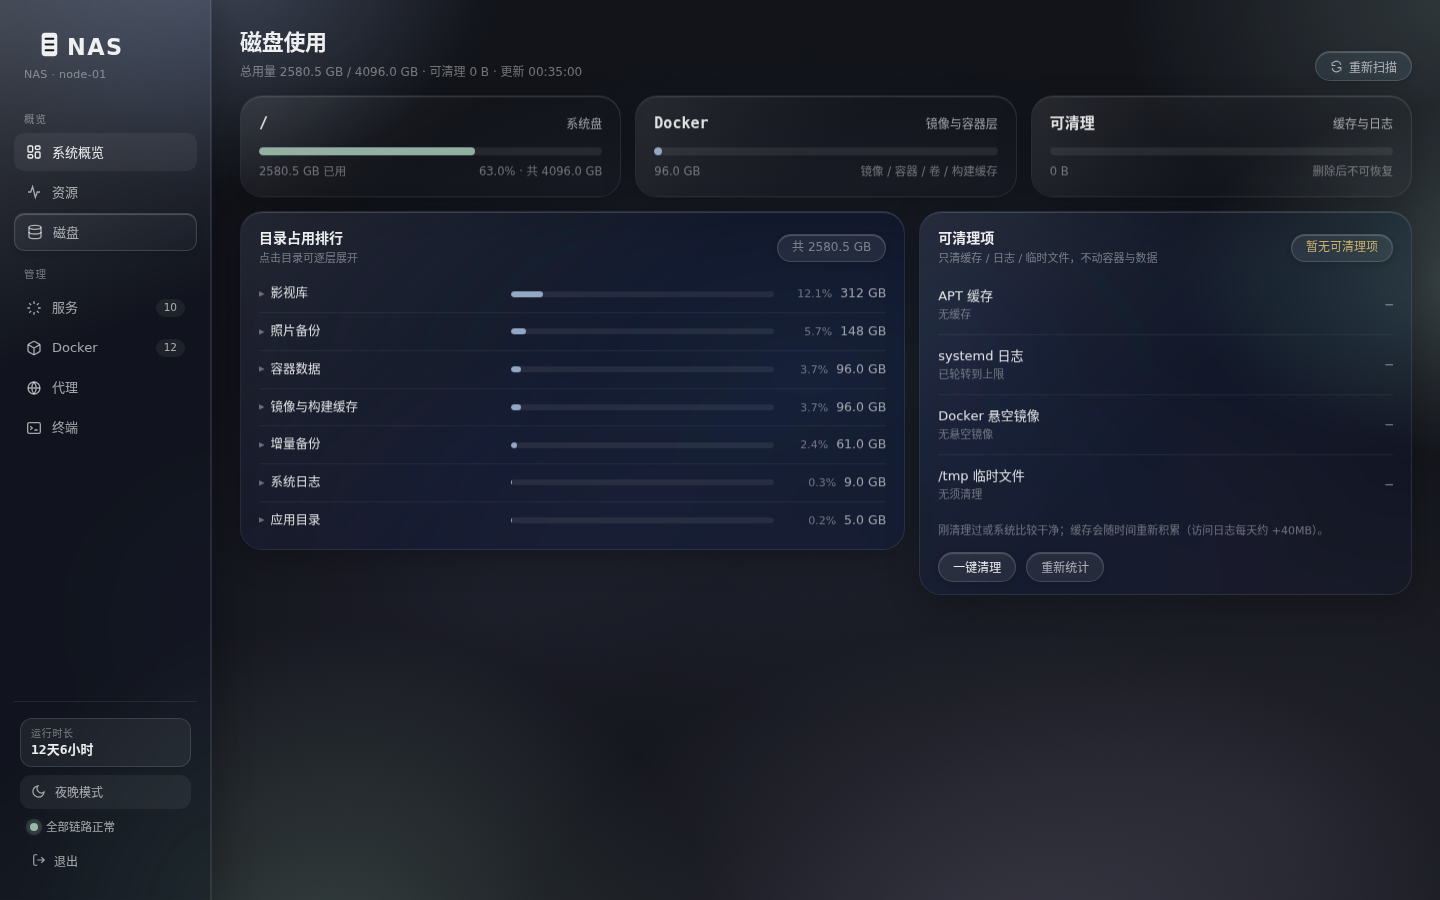 NAS
NAS · node-01
概览
系统概览
资源
磁盘
管理
服务 10
Docker 12
代理
终端
运行时长
12天6小时
夜晚模式
全部链路正常
退出
磁盘使用
总用量 2580.5 GB / 4096.0 GB · 可清理 0 B · 更新 00:35:00
重新扫描
/ 系统盘
2580.5 GB 已用 63.0% · 共 4096.0 GB
Docker 镜像与容器层
96.0 GB 镜像 / 容器 / 卷 / 构建缓存
可清理 缓存与日志
0 B 删除后不可恢复
目录占用排行
点击目录可逐层展开
共 2580.5 GB
▸ 影视库 12.1% 312 GB
▸ 照片备份 5.7% 148 GB
▸ 容器数据 3.7% 96.0 GB
▸ 镜像与构建缓存 3.7% 96.0 GB
▸ 增量备份 2.4% 61.0 GB
▸ 系统日志 0.3% 9.0 GB
▸ 应用目录 0.2% 5.0 GB
可清理项
只清缓存 / 日志 / 临时文件，不动容器与数据
暂无可清理项
APT 缓存 —
无缓存
systemd 日志 —
已轮转到上限
Docker 悬空镜像 —
无悬空镜像
/tmp 临时文件 —
无须清理
刚清理过或系统比较干净；缓存会随时间重新积累（访问日志每天约 +40MB）。
一键清理 重新统计